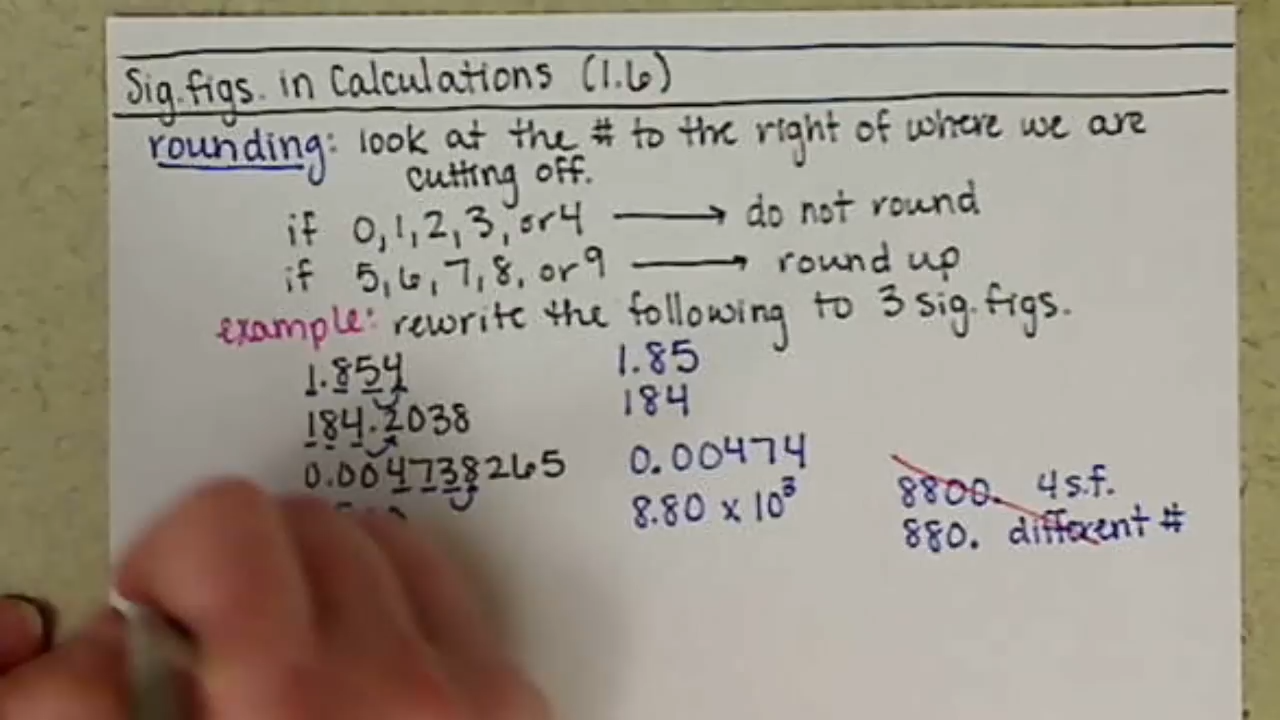 Sig. figs. in Calculations (1.6)
rounding: look at the # to the right of where we are
cutting off.
if 0,1,2,3, or 4 → do not round
if 5,6,7,8, or 9 → round up
example: rewrite the following to 3 sig. figs.
1.854 1.85
184.2038 184
0.004738265 0.00474
8.80 x 10³ 8800. 4 s.f.
880. different #